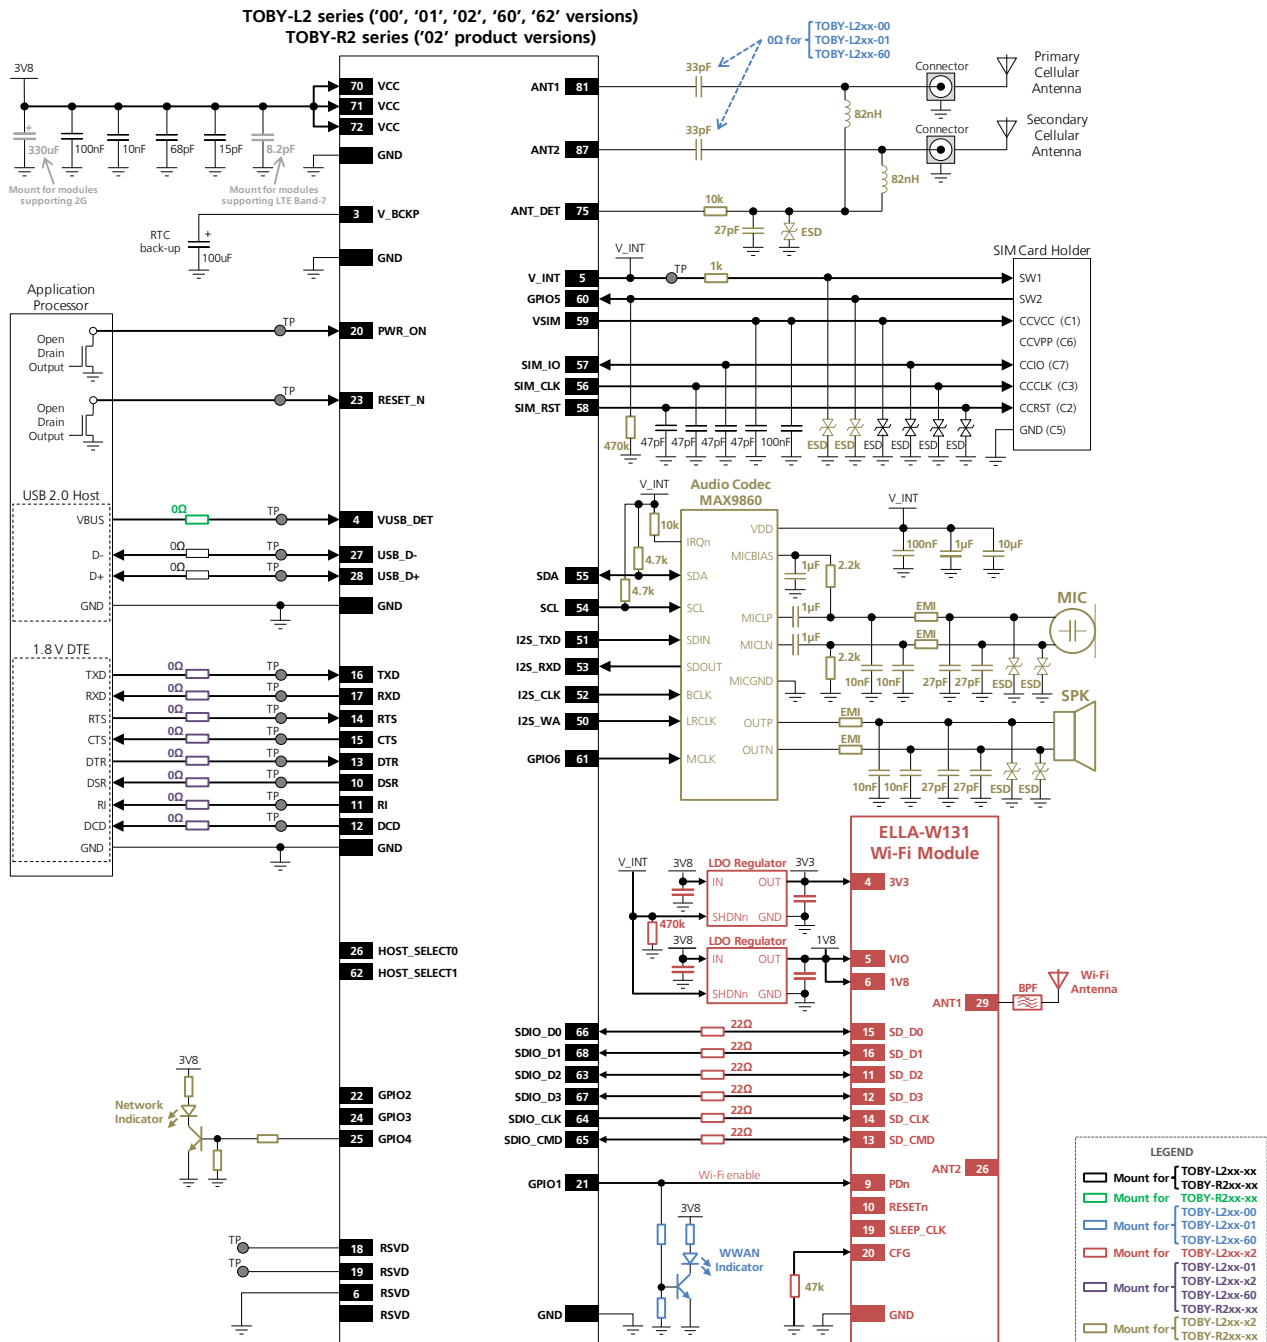 TOBY-L2 series ('00', '01', '02', '60', '62' versions)
TOBY-R2 series ('02' product versions)
3V8
330uF
100nF
10nF
68pF
15pF
8.2pF
Mount for modules
supporting 2G
Mount for modules
supporting LTE Band-7
70 VCC
71 VCC
72 VCC
GND
3 V_BCKP
RTC
back-up
+
100uF
GND
Application
Processor
Open
Drain
Output
TP
20 PWR_ON
Open
Drain
Output
TP
23 RESET_N
USB 2.0 Host
VBUS 0Ω TP 4 VUSB_DET
D- 0Ω TP 27 USB_D-
D+ 0Ω TP 28 USB_D+
GND GND
1.8 V DTE
TXD 0Ω TP 16 TXD
RXD 0Ω TP 17 RXD
RTS 0Ω TP 14 RTS
CTS 0Ω TP 15 CTS
DTR 0Ω TP 13 DTR
DSR 0Ω TP 10 DSR
RI 0Ω TP 11 RI
DCD 0Ω TP 12 DCD
GND GND
26 HOST_SELECT0
62 HOST_SELECT1
3V8
Network
Indicator
22 GPIO2
24 GPIO3
25 GPIO4
TP 18 RSVD
TP 19 RSVD
6 RSVD
RSVD
0Ω for
TOBY-L2xx-00
TOBY-L2xx-01
TOBY-L2xx-60
ANT1 81
33pF
Connector
Primary
Cellular
Antenna
82nH
ANT2 87
33pF
Connector
Secondary
Cellular
Antenna
82nH
ANT_DET 75
10k
27pF
ESD
V_INT
SIM Card Holder
V_INT 5 TP 1k SW1
GPIO5 60 SW2
VSIM 59 CCVCC (C1)
CCVPP (C6)
SIM_IO 57 CCIO (C7)
SIM_CLK 56 CCCLK (C3)
SIM_RST 58 CCRST (C2)
GND (C5)
470k 47pF 47pF 47pF 47pF 100nF ESD ESD ESD ESD ESD ESD
Audio Codec
MAX9860
V_INT
10k
4.7k
4.7k
IRQn
SDA 55 SDA
SCL 54 SCL
I2S_TXD 51 SDIN
I2S_RXD 53 SDOUT
I2S_CLK 52 BCLK
I2S_WA 50 LRCLK
GPIO6 61 MCLK
VDD
MICBIAS
MICLP
MICLN
MICGND
OUTP
OUTN
V_INT
100nF 1µF 10µF
1µF 2.2k
1µF
1µF
2.2k
EMI
EMI
MIC
10nF 10nF 27pF 27pF ESD ESD
SPK
EMI
EMI
10nF 10nF 27pF 27pF ESD ESD
ELLA-W131
Wi-Fi Module
V_INT
3V8 LDO Regulator 3V3
IN OUT
SHDNn GND
4 3V3
470k
3V8 LDO Regulator 1V8
IN OUT
SHDNn GND
5 VIO
6 1V8
ANT1 29
BPF
Wi-Fi
Antenna
SDIO_D0 66 22Ω 15 SD_D0
SDIO_D1 68 22Ω 16 SD_D1
SDIO_D2 63 22Ω 11 SD_D2
SDIO_D3 67 22Ω 12 SD_D3
SDIO_CLK 64 22Ω 14 SD_CLK
SDIO_CMD 65 22Ω 13 SD_CMD
ANT2 26
GPIO1 21 Wi-Fi enable 9 PDn
10 RESETn
19 SLEEP_CLK
20 CFG
3V8
WWAN
Indicator
47k
GND GND
LEGEND
Mount for
TOBY-L2xx-xx
TOBY-R2xx-xx
Mount for TOBY-R2xx-xx
Mount for
TOBY-L2xx-00
TOBY-L2xx-01
TOBY-L2xx-60
Mount for TOBY-L2xx-x2
Mount for
TOBY-L2xx-01
TOBY-L2xx-x2
TOBY-L2xx-60
TOBY-R2xx-xx
Mount for
TOBY-L2xx-x2
TOBY-R2xx-xx